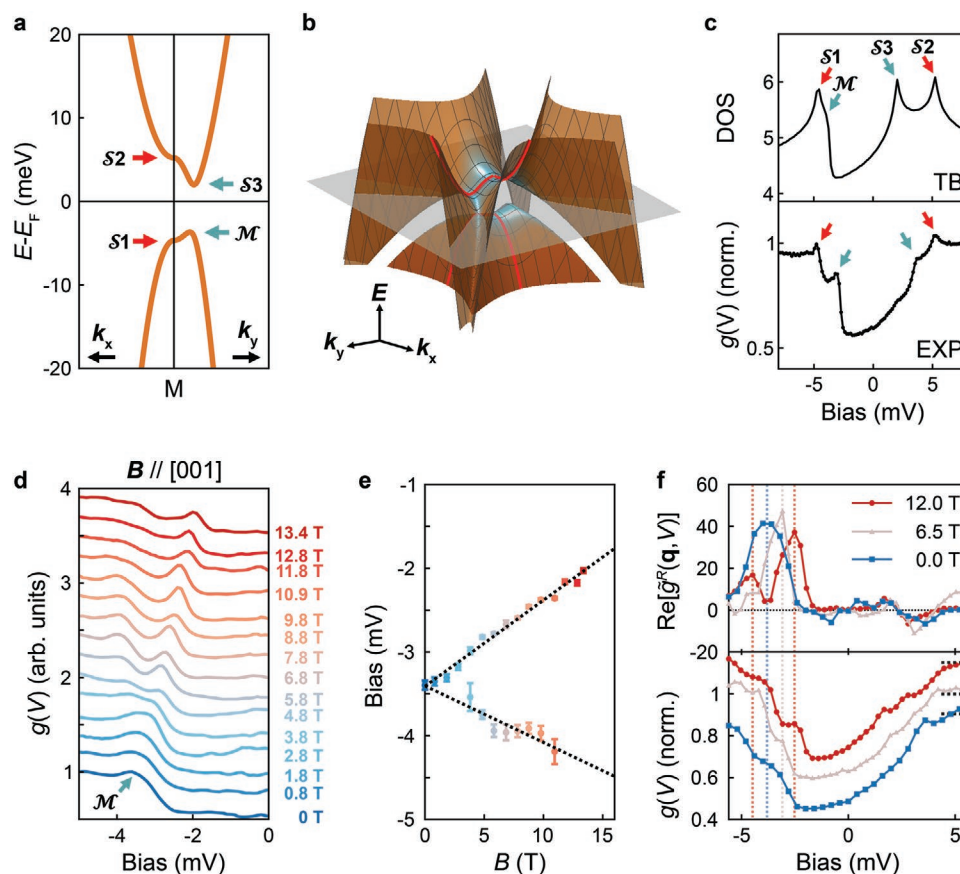 a
20
10
0
-10
-20
E-E_F (meV)
S2
S3
S1
M
k_x
k_y
M
b
E
k_y
k_x
c
S1
M
S3
S2
6
5
4
DOS
TB
1
0.5
g(V) (norm.)
EXP
-5 0 5
Bias (mV)
d
B // [001]
4
3
2
1
g(V) (arb. units)
13.4 T
12.8 T
11.8 T
10.9 T
9.8 T
8.8 T
7.8 T
6.8 T
5.8 T
4.8 T
3.8 T
2.8 T
1.8 T
0.8 T
0 T
M
-4 -2 0
Bias (mV)
e
-1
-2
-3
-4
-5
Bias (mV)
0 5 10 15
B (T)
f
60
40
20
0
-20
Re[g̃^R(q, V)]
12.0 T
6.5 T
0.0 T
1
0.8
0.6
0.4
g(V) (norm.)
-5 0 5
Bias (mV)